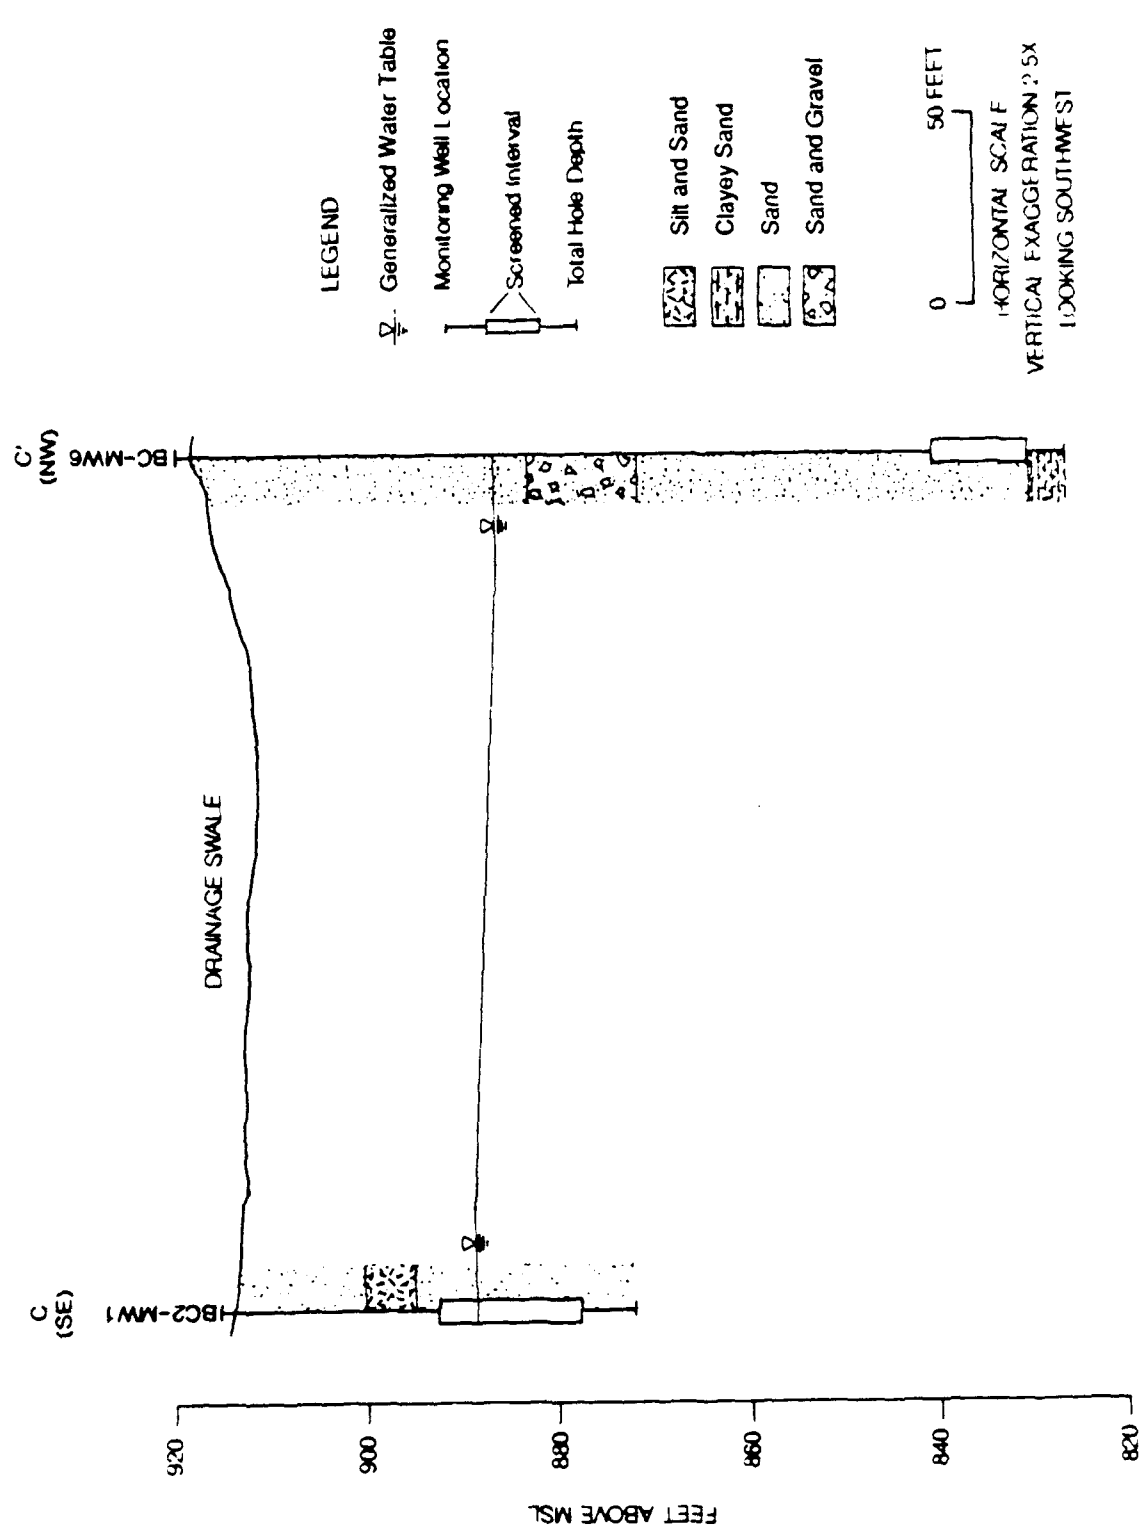 C
(SE)
IBC2-MW1
DRAINAGE SWALE
C'
(NW)
IBC-MW6
FEET ABOVE MSL
920
900
880
860
840
820
LEGEND
Generalized Water Table
Monitoring Well Location
Screened Interval
Total Hole Depth
Silt and Sand
Clayey Sand
Sand
Sand and Gravel
0 50 FEET
HORIZONTAL SCALE
VERTICAL EXAGGERATION
LOOKING SOUTHWEST